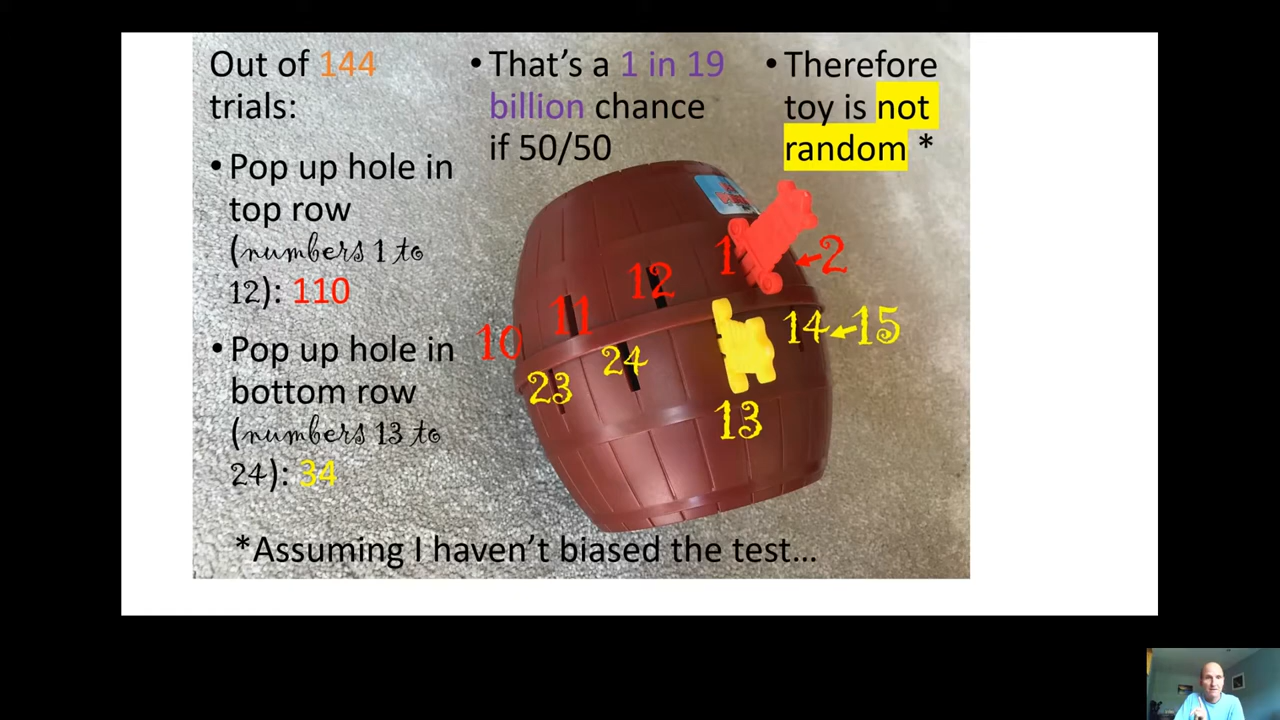 Out of 144
trials:
• Pop up hole in
top row
(numbers 1 to
12): 110
• Pop up hole in
bottom row
(numbers 13 to
24): 34
• That's a 1 in 19
billion chance
if 50/50
• Therefore
toy is not
random *
1
2
12
11
10
14
15
24
23
13
*Assuming I haven't biased the test...